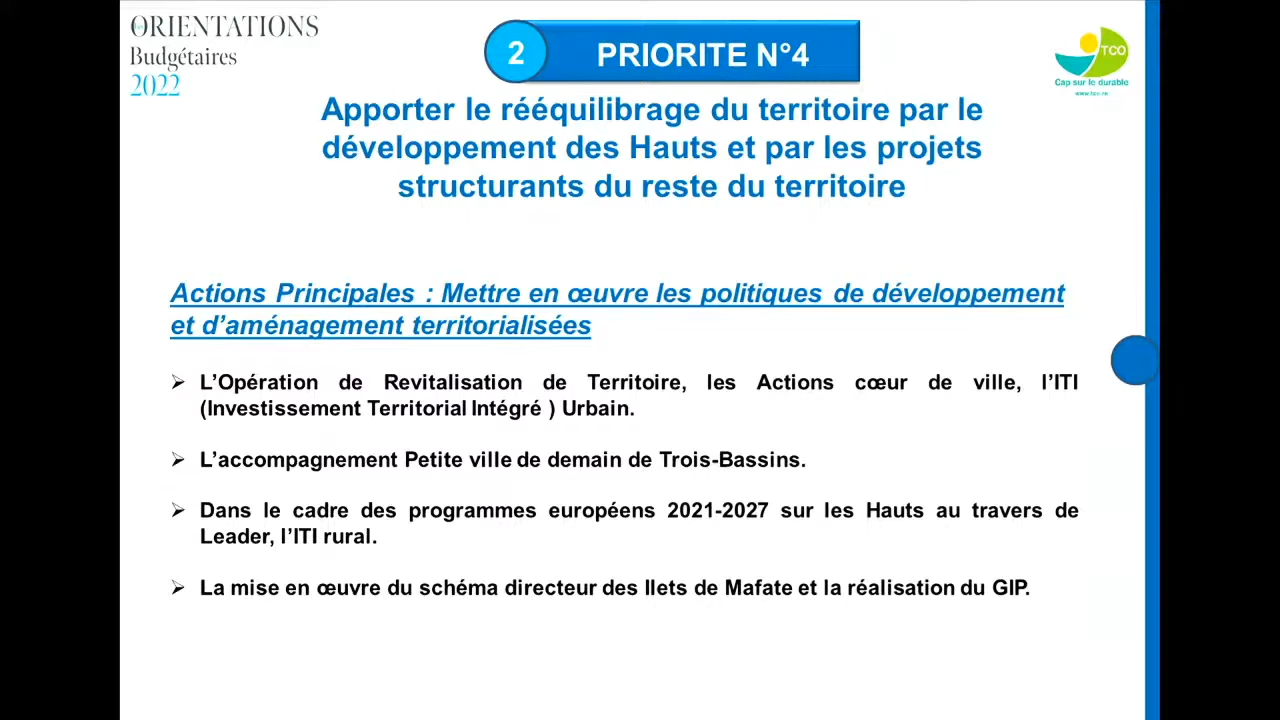 ORIENTATIONS
Budgétaires
2022
2
PRIORITE N°4
TCO
Cap sur le durable
www.tco.re
Apporter le rééquilibrage du territoire par le
développement des Hauts et par les projets
structurants du reste du territoire
Actions Principales : Mettre en œuvre les politiques de développement
et d’aménagement territorialisées
➢ L’Opération de Revitalisation de Territoire, les Actions cœur de ville, l’ITI
(Investissement Territorial Intégré ) Urbain.
➢ L’accompagnement Petite ville de demain de Trois-Bassins.
➢ Dans le cadre des programmes européens 2021-2027 sur les Hauts au travers de
Leader, l’ITI rural.
➢ La mise en œuvre du schéma directeur des Ilets de Mafate et la réalisation du GIP.